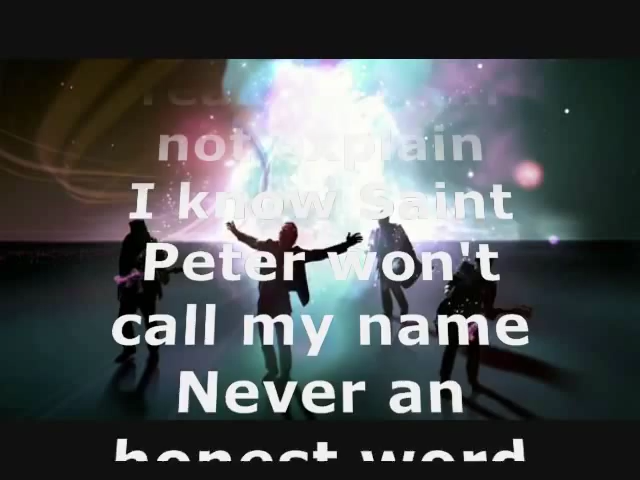 not explain
I know Saint
Peter won't
call my name
Never an
honest word